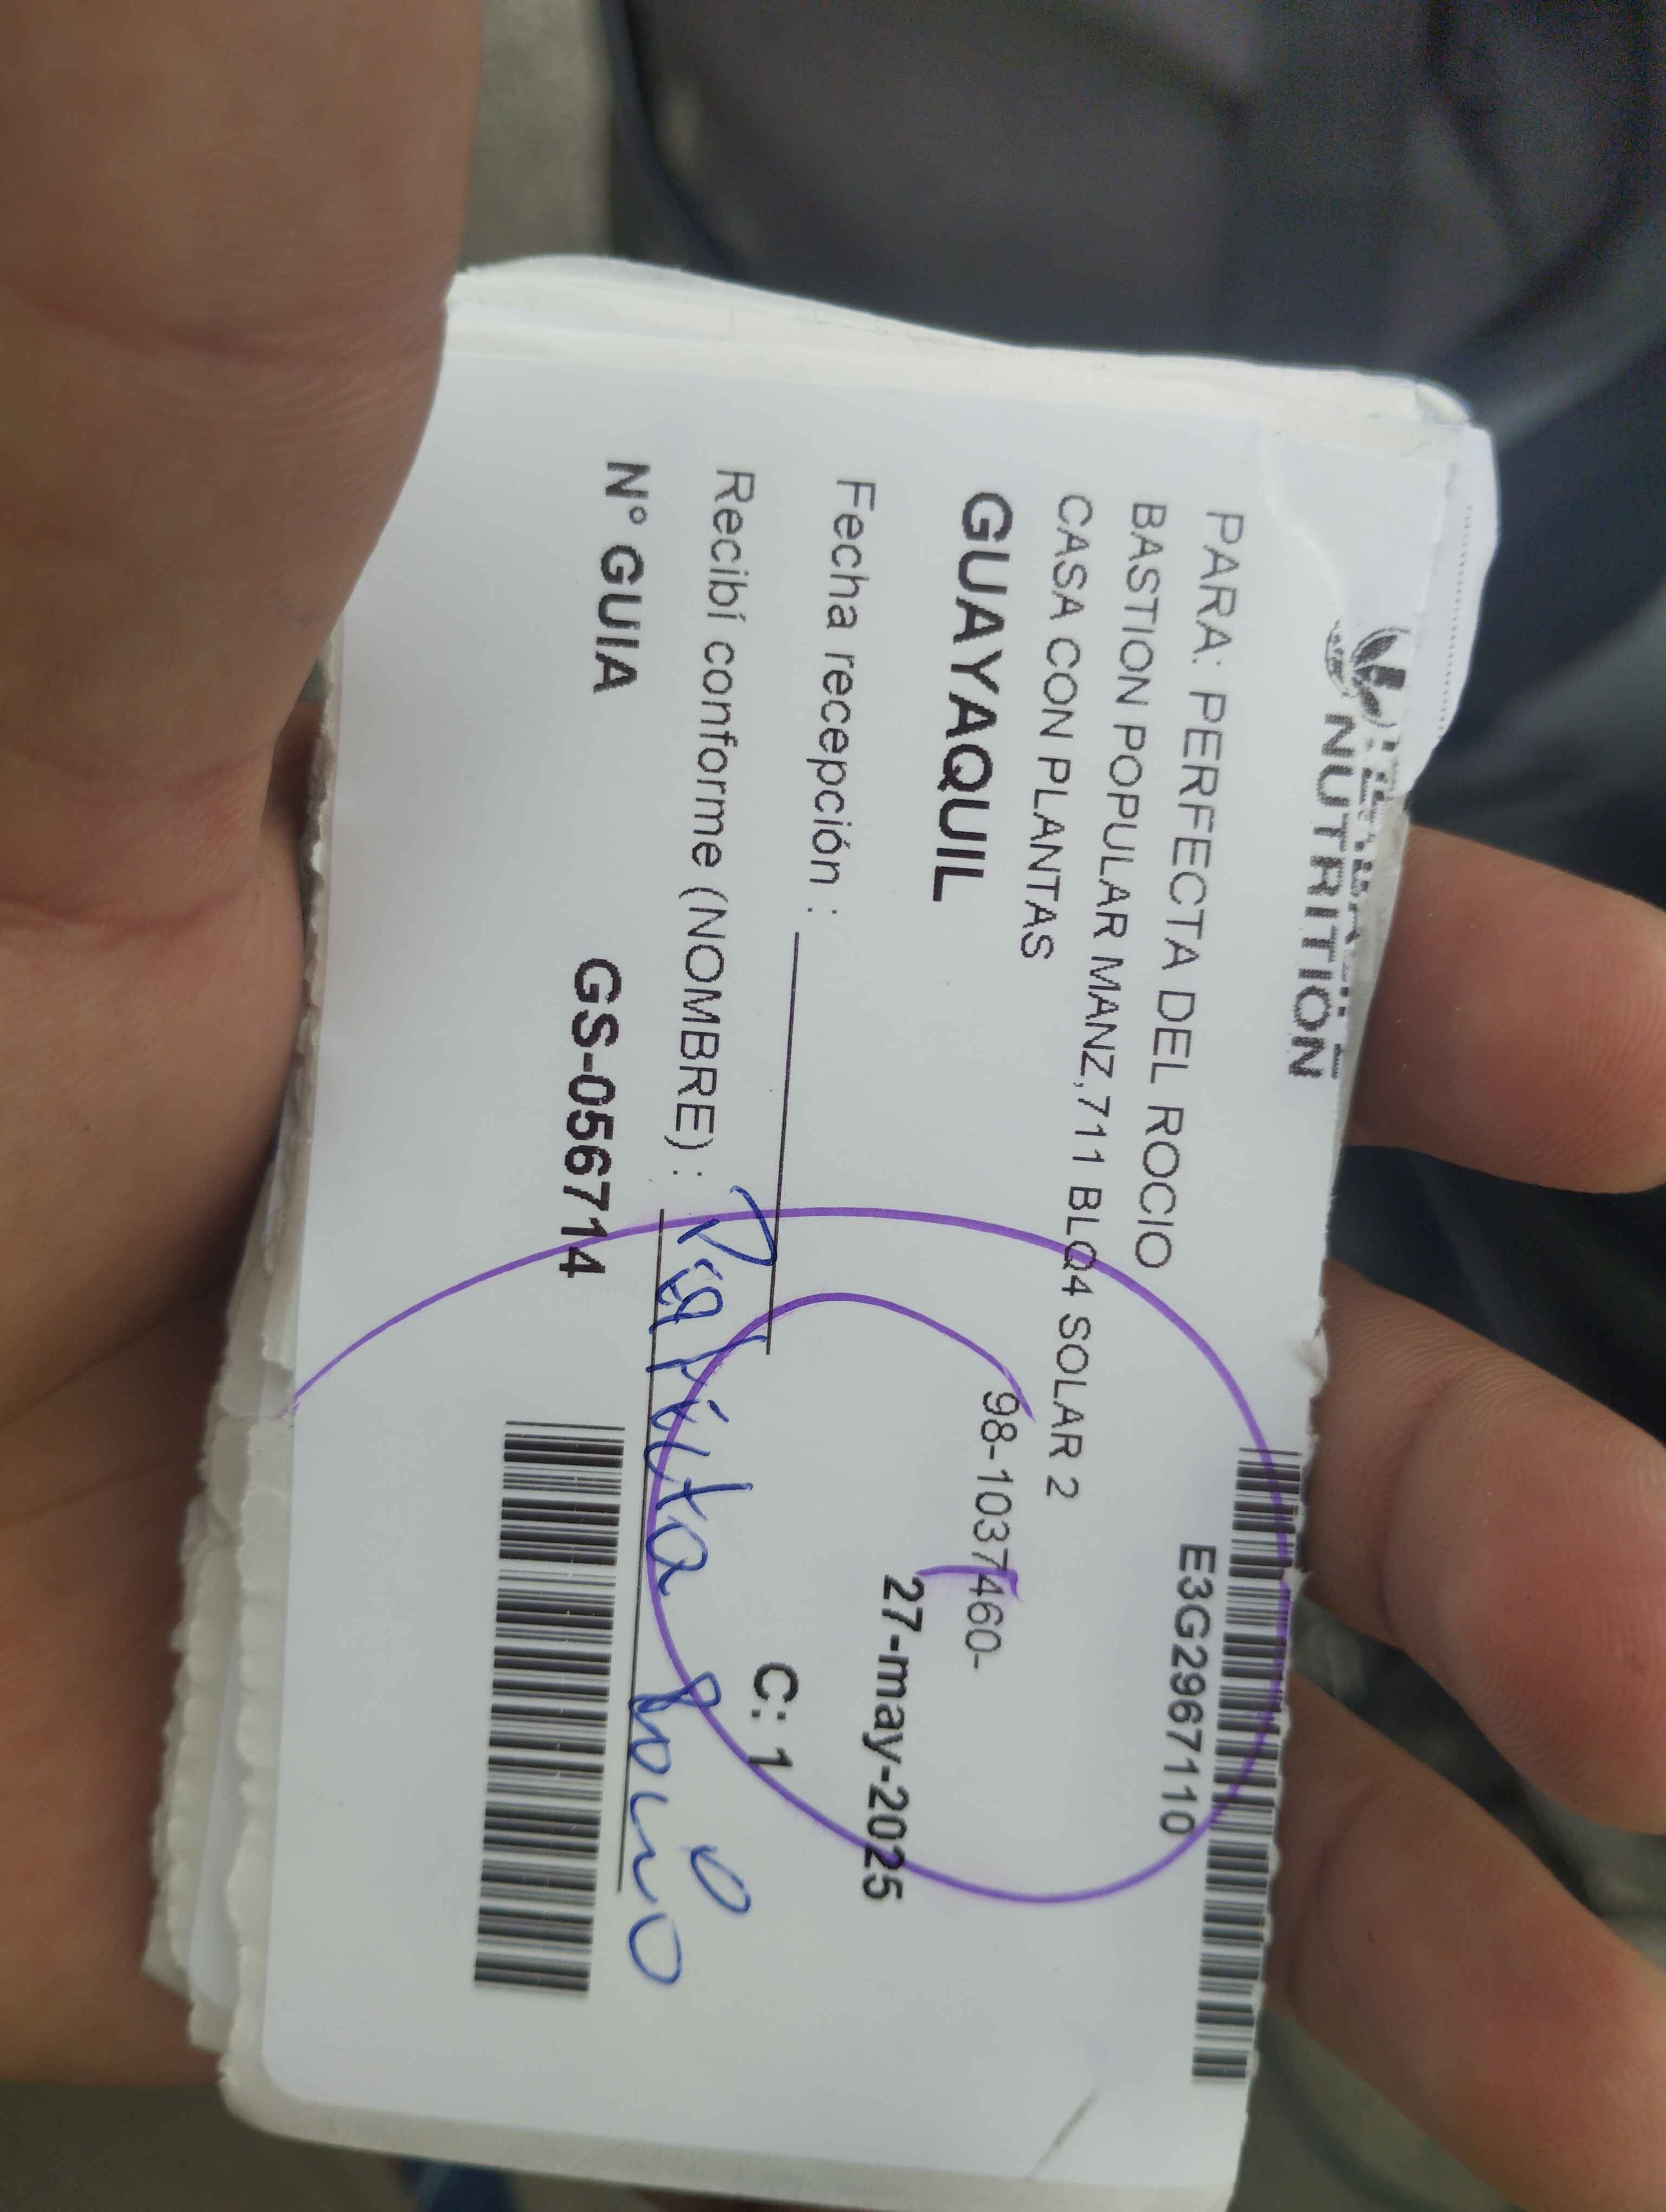 NUTRITION
PARA: PERFECTA DEL ROCIO
E3G2967110
BASTION POPULAR MANZ,711 BLQ4 SOLAR 2
CASA CON PLANTAS
GUAYAQUIL
98-1037460-
27-may-2025
Fecha recepción :
C: 1
Recibí conforme (NOMBRE) : Rocio
N° GUIA GS-056714